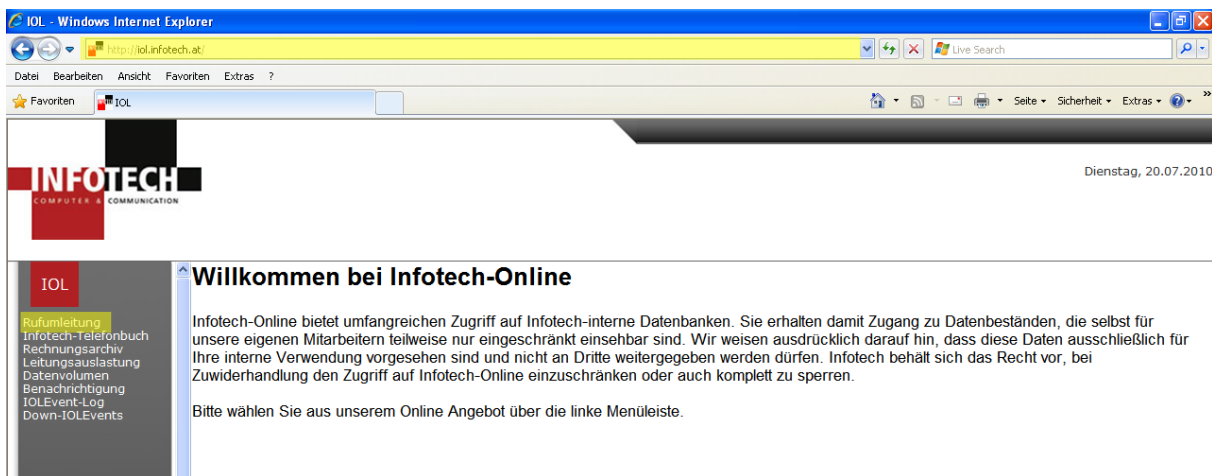 IOL - Windows Internet Explorer
http://iol.infotech.at/
Live Search
Datei Bearbeiten Ansicht Favoriten Extras ?
Favoriten IOL Seite Sicherheit Extras
Dienstag, 20.07.2010
INFOTECH
COMPUTER & COMMUNICATION
IOL
Rufumleitung
Infotech-Telefonbuch
Rechnungsarchiv
Leitungsauslastung
Datenvolumen
Benachrichtigung
IOLEvent-Log
Down-IOLEvents
Willkommen bei Infotech-Online
Infotech-Online bietet umfangreichen Zugriff auf Infotech-interne Datenbanken. Sie erhalten damit Zugang zu Datenbeständen, die selbst für
unsere eigenen Mitarbeitern teilweise nur eingeschränkt einsehbar sind. Wir weisen ausdrücklich darauf hin, dass diese Daten ausschließlich für
Ihre interne Verwendung vorgesehen sind und nicht an Dritte weitergegeben werden dürfen. Infotech behält sich das Recht vor, bei
Zuwiderhandlung den Zugriff auf Infotech-Online einzuschränken oder auch komplett zu sperren.
Bitte wählen Sie aus unserem Online Angebot über die linke Menüleiste.